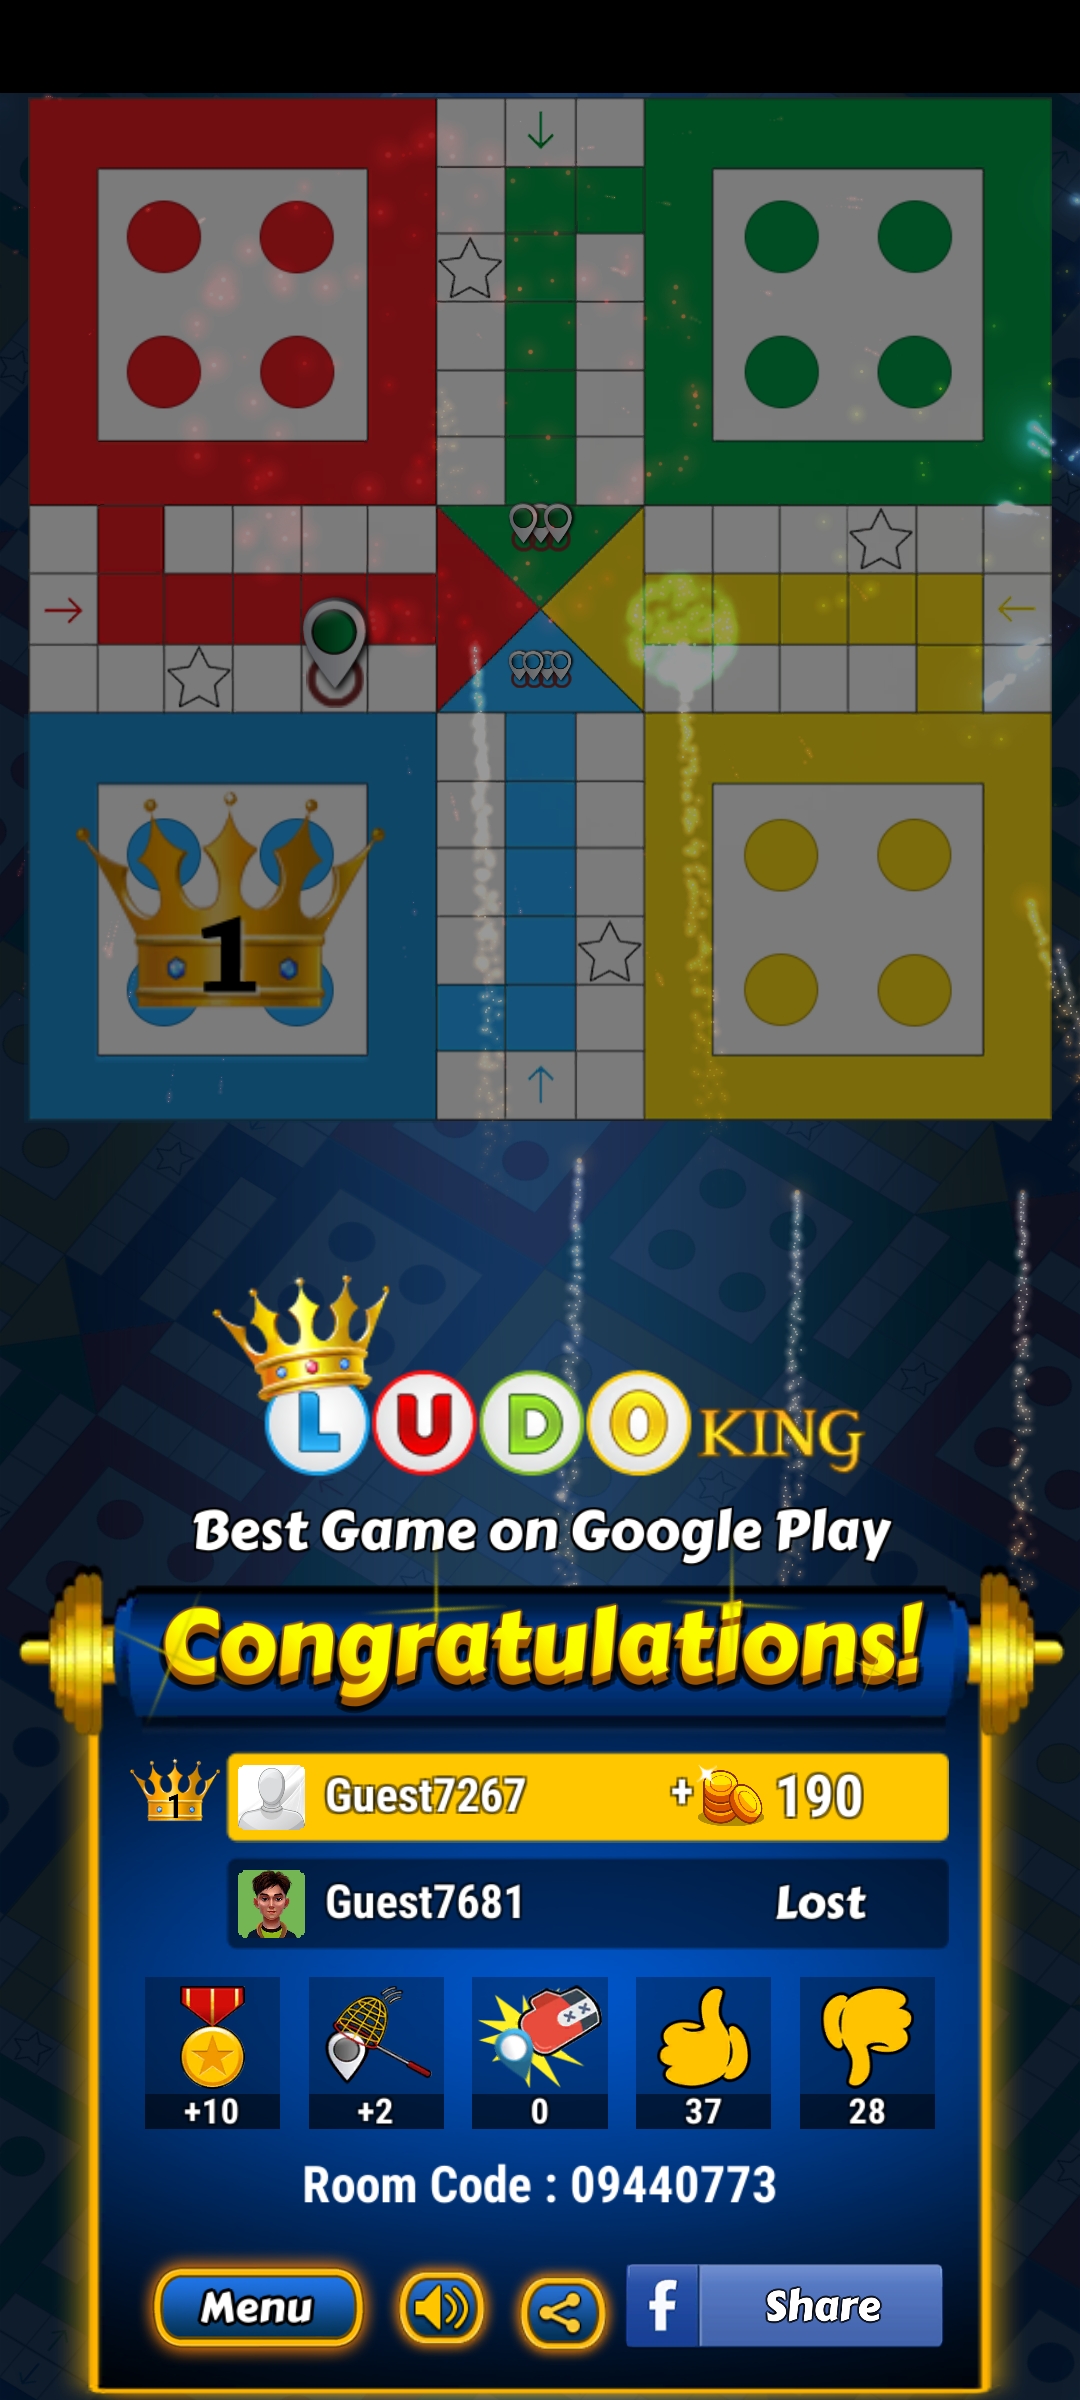 1
LUDO KING
Best Game on Google Play
Congratulations!
1 Guest7267 + 190
Guest7681 Lost
+10 +2 0 37 28
Room Code : 09440773
Menu f Share